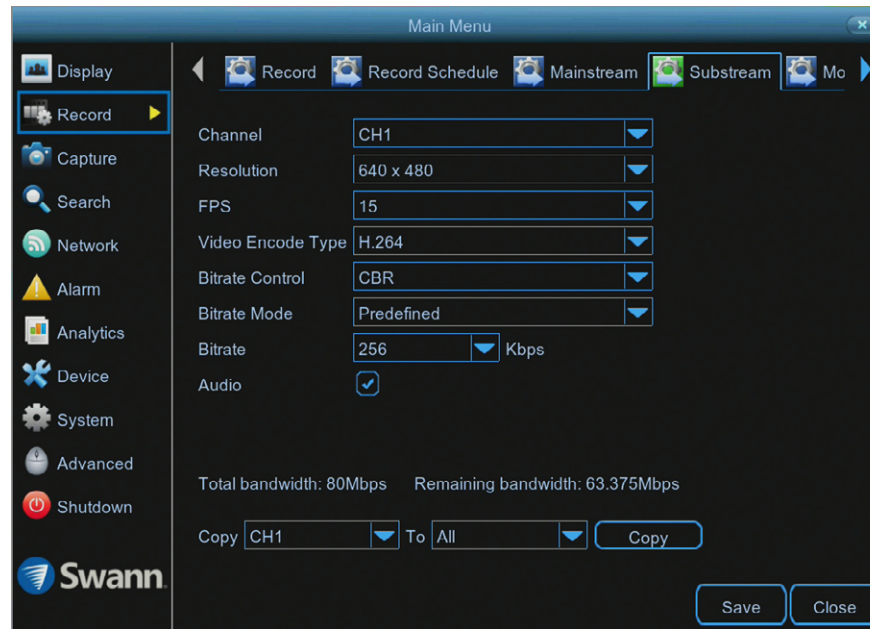 Main Menu
Display
Record
Capture
Search
Network
Alarm
Analytics
Device
System
Advanced
Shutdown
Swann
Record Record Schedule Mainstream Substream Mo
Channel CH1
Resolution 640 x 480
FPS 15
Video Encode Type H.264
Bitrate Control CBR
Bitrate Mode Predefined
Bitrate 256 Kbps
Audio
Total bandwidth: 80Mbps Remaining bandwidth: 63.375Mbps
Copy CH1 To All Copy
Save Close